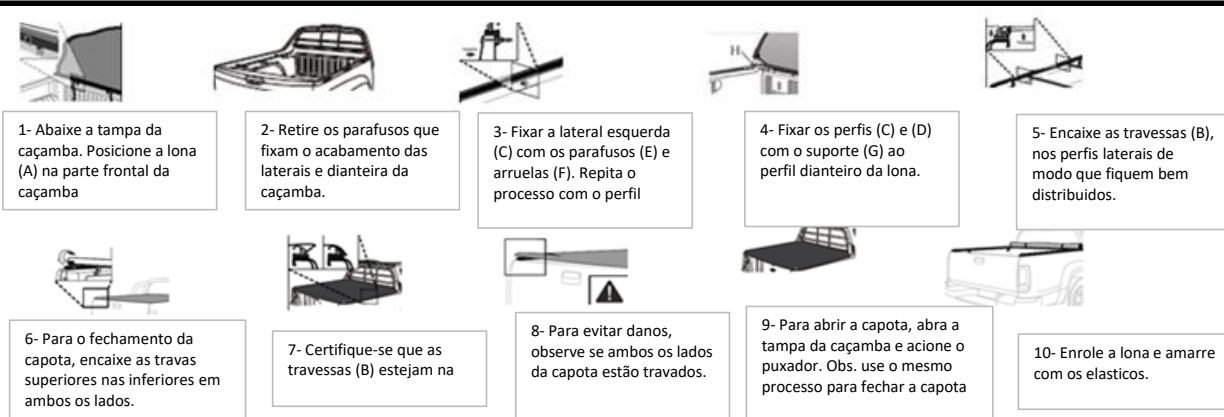 1- Abaixe a tampa da
caçamba. Posicione a lona
(A) na parte frontal da
caçamba
2- Retire os parafusos que
fixam o acabamento das
laterais e dianteira da
caçamba.
3- Fixar a lateral esquerda
(C) com os parafusos (E) e
arruelas (F). Repita o
processo com o perfil
H
4- Fixar os perfis (C) e (D)
com o suporte (G) ao
perfil dianteiro da lona.
5- Encaixe as travessas (B),
nos perfis laterais de
modo que fiquem bem
distribuidos.
6- Para o fechamento da
capota, encaixe as travas
superiores nas inferiores em
ambos os lados.
7- Certifique-se que as
travessas (B) estejam na
8- Para evitar danos,
observe se ambos os lados
da capota estão travados.
9- Para abrir a capota, abra a
tampa da caçamba e acione o
puxador. Obs. use o mesmo
processo para fechar a capota
10- Enrole a lona e amarre
com os elasticos.